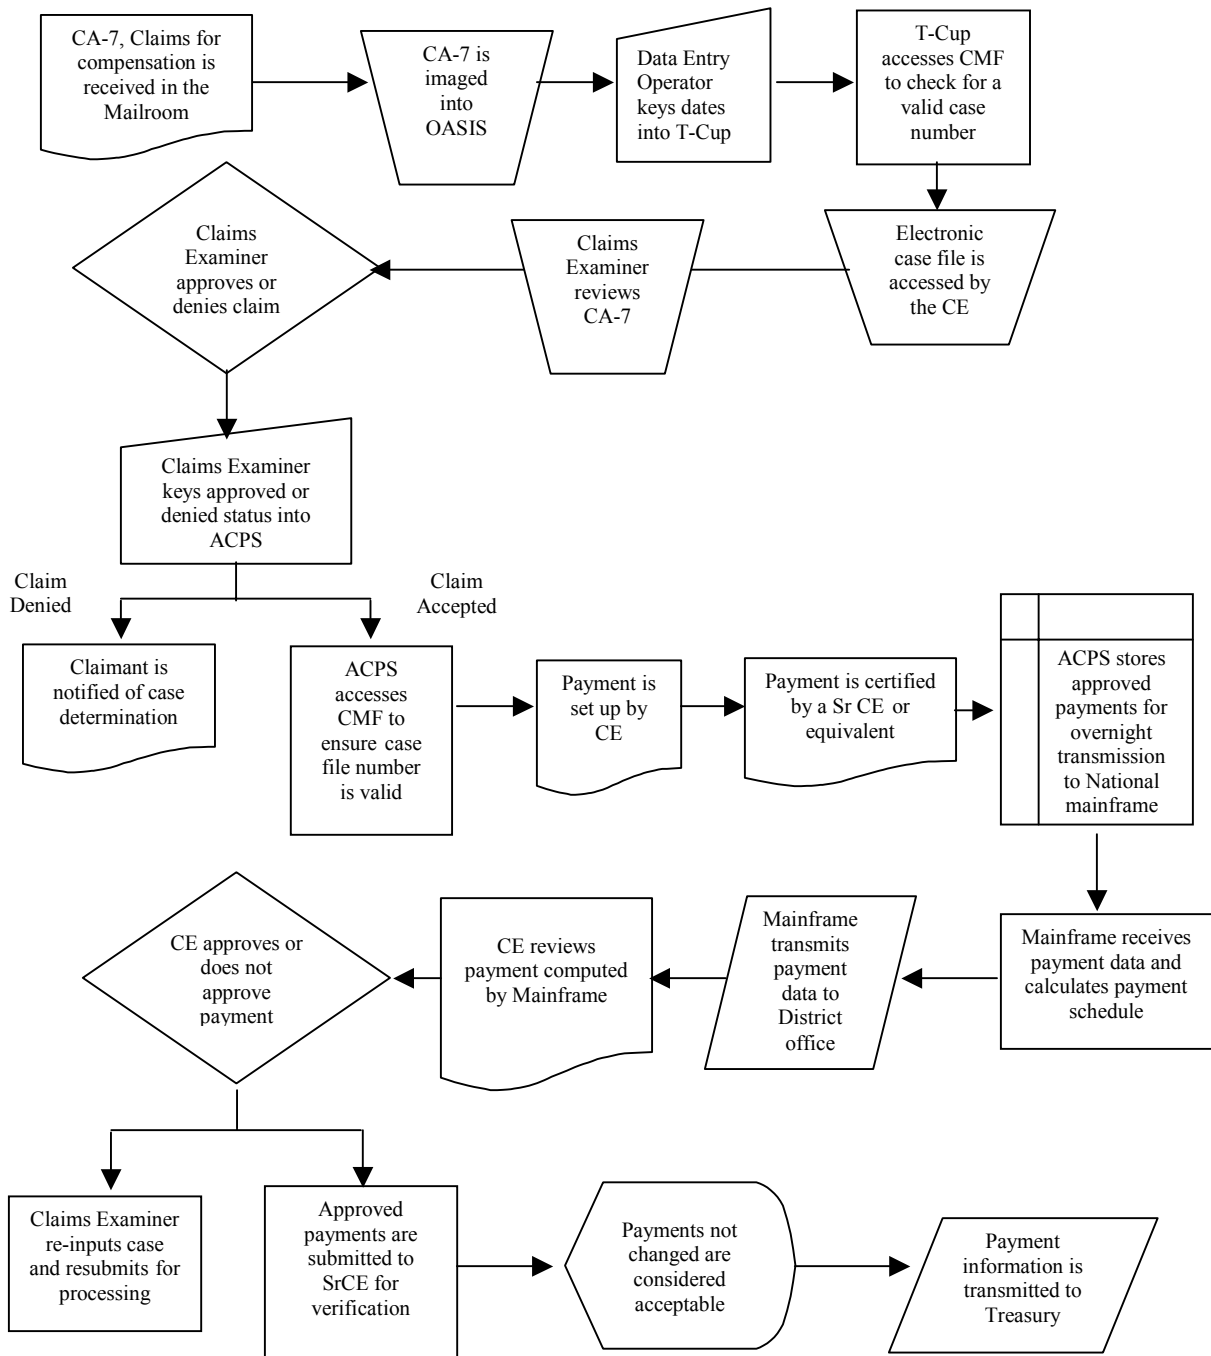 CA-7, Claims for
compensation is
received in the
Mailroom
CA-7 is
imaged
into
OASIS
Data Entry
Operator
keys dates
into T-Cup
T-Cup
accesses CMF
to check for a
valid case
number
Claims
Examiner
approves or
denies claim
Claims
Examiner
reviews
CA-7
Electronic
case file is
accessed by
the CE
Claims Examiner
keys approved or
denied status into
ACPS
Claim
Denied
Claim
Accepted
Claimant is
notified of case
determination
ACPS
accesses
CMF to
ensure case
file number
is valid
Payment is
set up by
CE
Payment is certified
by a Sr CE or
equivalent
ACPS stores
approved
payments for
overnight
transmission
to National
mainframe
CE approves or
does not
approve
payment
CE reviews
payment computed
by Mainframe
Mainframe
transmits
payment
data to
District
office
Mainframe receives
payment data and
calculates payment
schedule
Claims Examiner
re-inputs case
and resubmits for
processing
Approved
payments are
submitted to
SrCE for
verification
Payments not
changed are
considered
acceptable
Payment
information is
transmitted to
Treasury